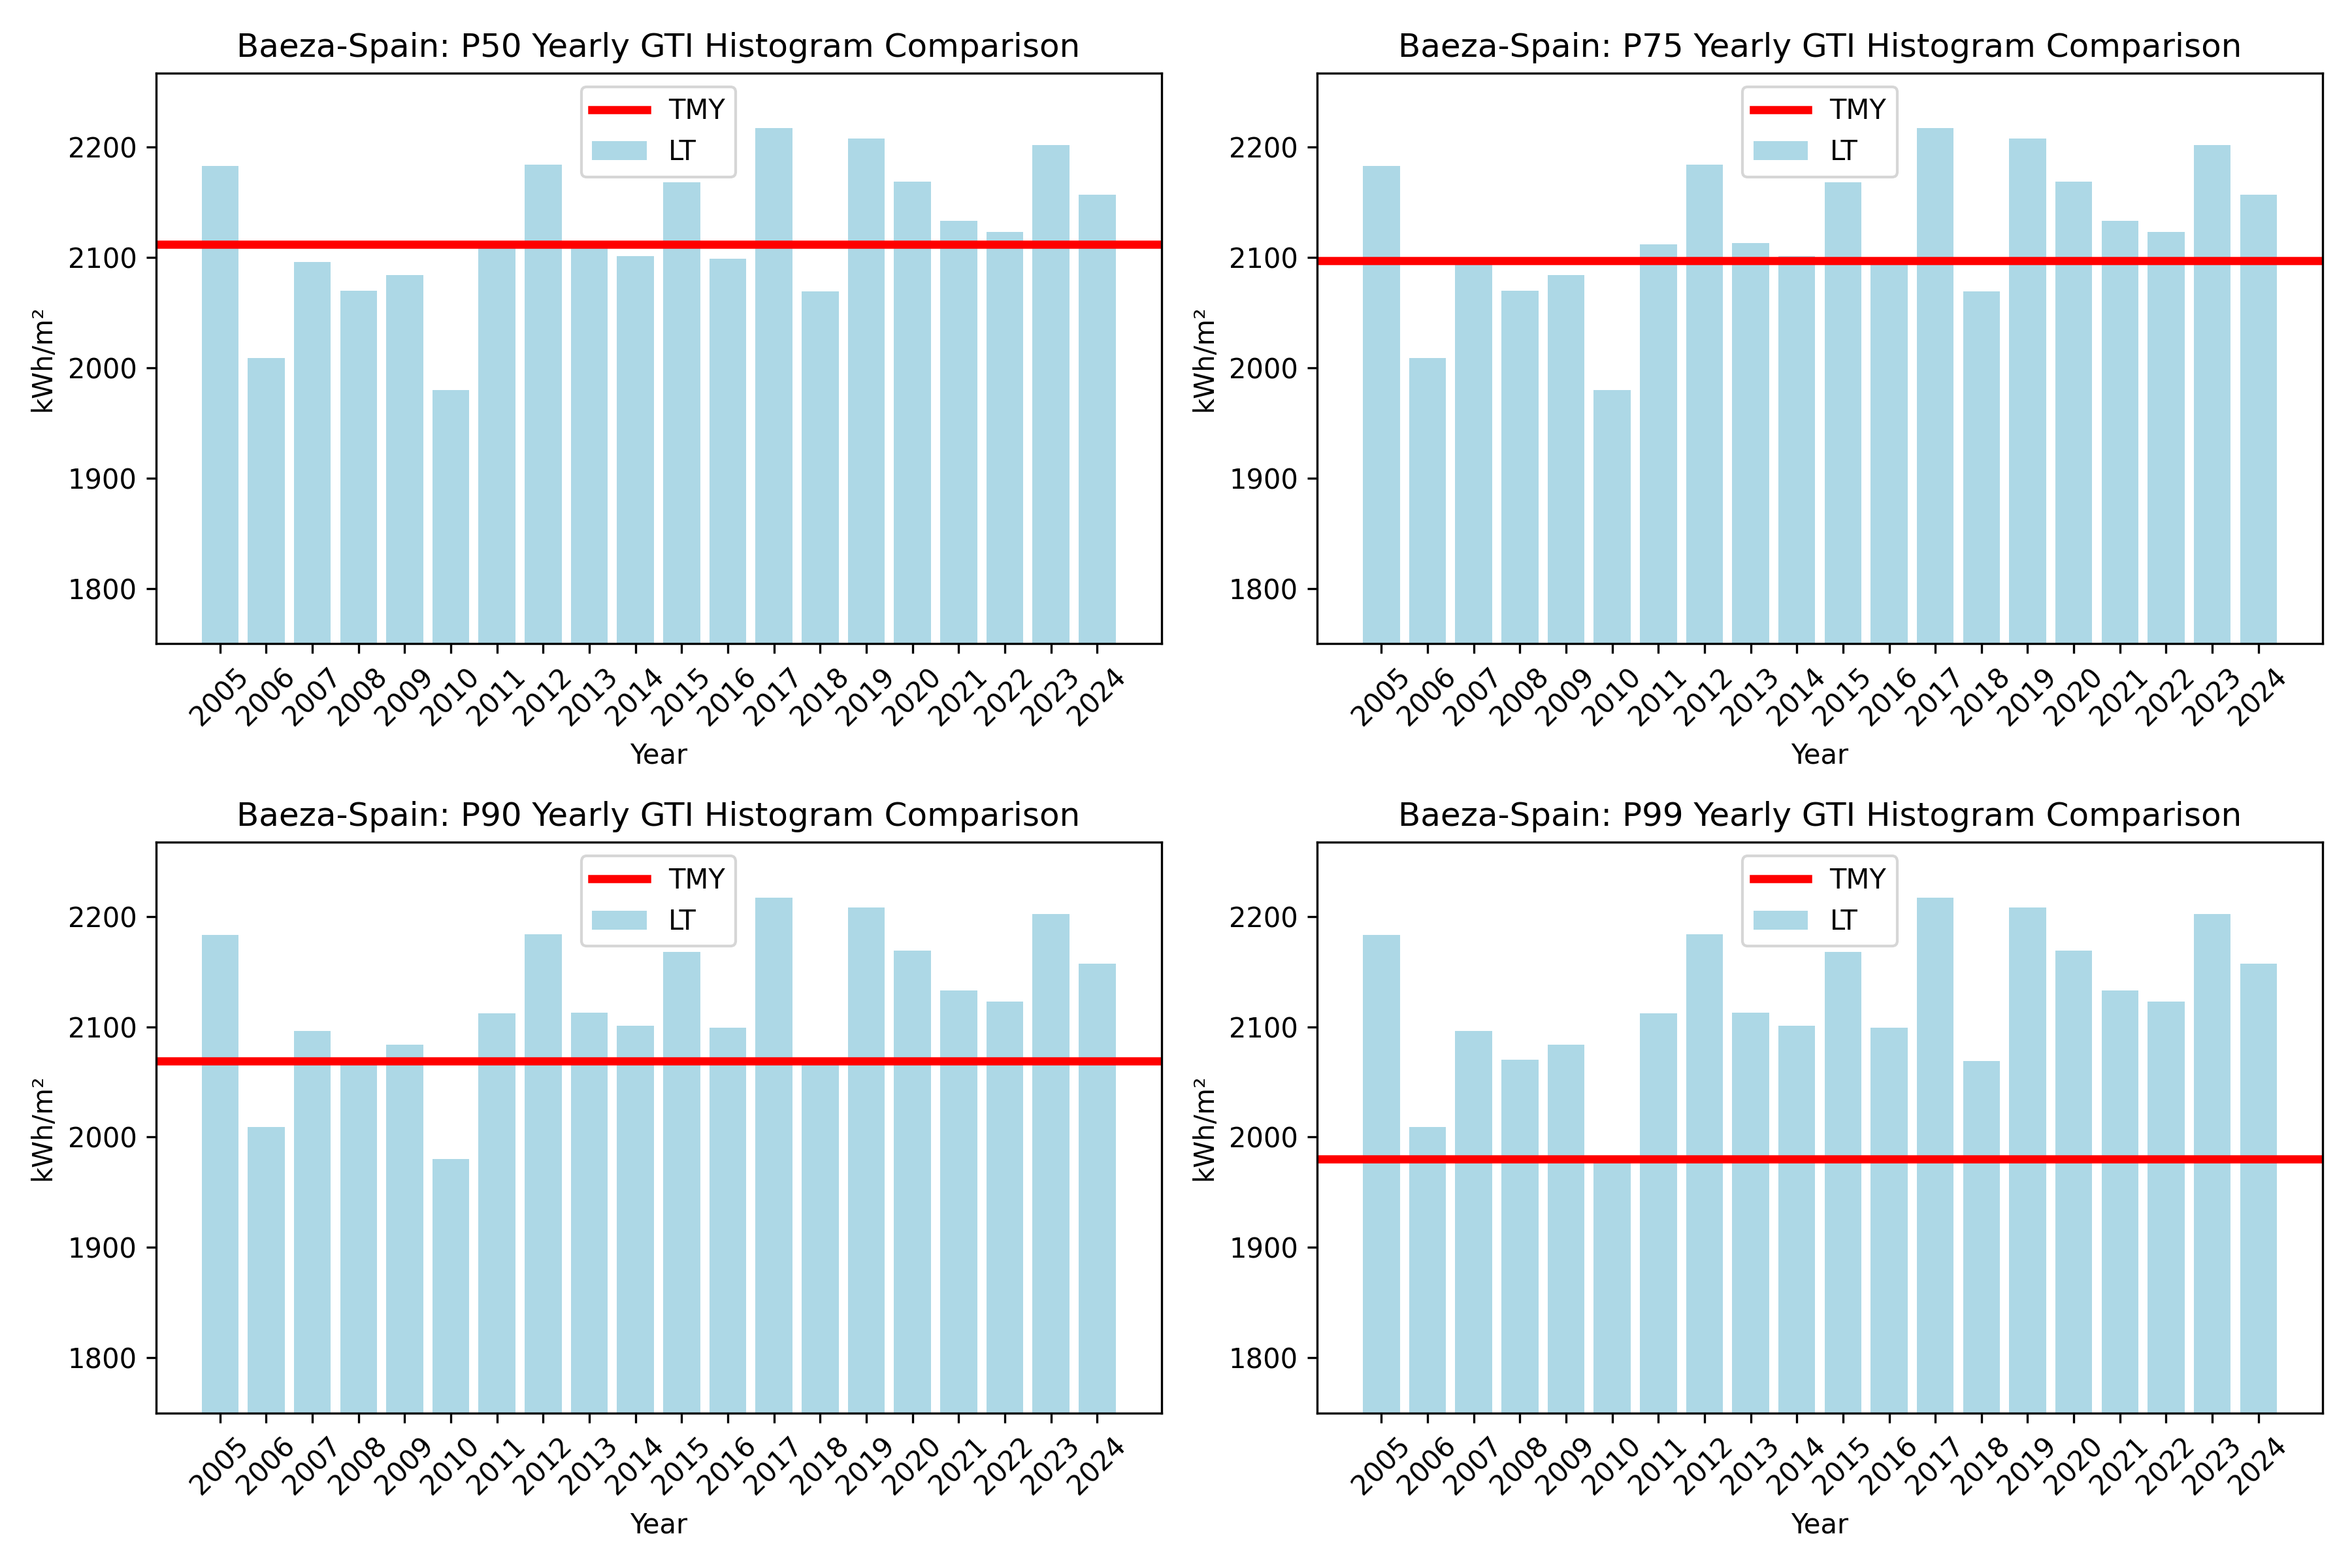 Baeza-Spain: P50 Yearly GTI Histogram Comparison
TMY
LT
2200
2100
2000
1900
1800
kWh/m²
2005 2006 2007 2008 2009 2010 2011 2012 2013 2014 2015 2016 2017 2018 2019 2020 2021 2022 2023 2024
Year
Baeza-Spain: P75 Yearly GTI Histogram Comparison
TMY
LT
2200
2100
2000
1900
1800
kWh/m²
2005 2006 2007 2008 2009 2010 2011 2012 2013 2014 2015 2016 2017 2018 2019 2020 2021 2022 2023 2024
Year
Baeza-Spain: P90 Yearly GTI Histogram Comparison
TMY
LT
2200
2100
2000
1900
1800
kWh/m²
2005 2006 2007 2008 2009 2010 2011 2012 2013 2014 2015 2016 2017 2018 2019 2020 2021 2022 2023 2024
Year
Baeza-Spain: P99 Yearly GTI Histogram Comparison
TMY
LT
2200
2100
2000
1900
1800
kWh/m²
2005 2006 2007 2008 2009 2010 2011 2012 2013 2014 2015 2016 2017 2018 2019 2020 2021 2022 2023 2024
Year